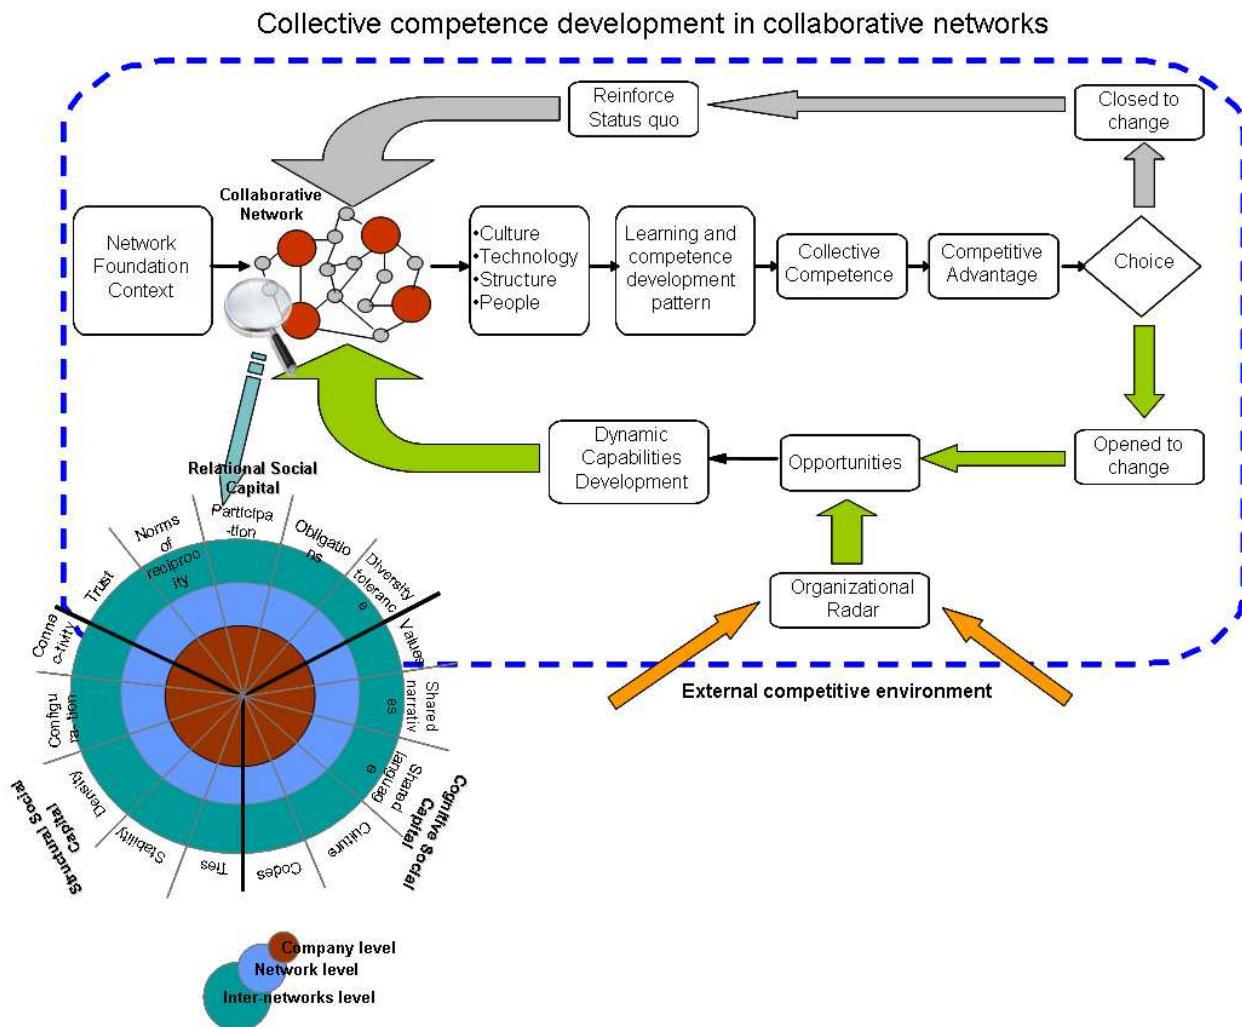 Collective competence development in collaborative networks
Reinforce
Status quo
Closed to
change
Collaborative
Network
Network
Foundation
Context
•Culture
•Technology
•Structure
•People
Learning and
competence
development
pattern
Collective
Competence
Competitive
Advantage
Choice
Dynamic
Capabilities
Development
Opportunities
Opened to
change
Organizational
Radar
External competitive environment
Relational Social
Capital
Trust
Norms
of
reciproc
ity
Participa
-tion
Obligatio
ns
Diversity
toleranc
e
Values
Shared
narrativ
es
Shared
languag
e
Culture
Codes
Cognitive Social
Capital
Ties
Stability
Density
Configu
ra-tion
Conne
c-tivity
Structural Social
Capital
Company level
Network level
Inter-networks level